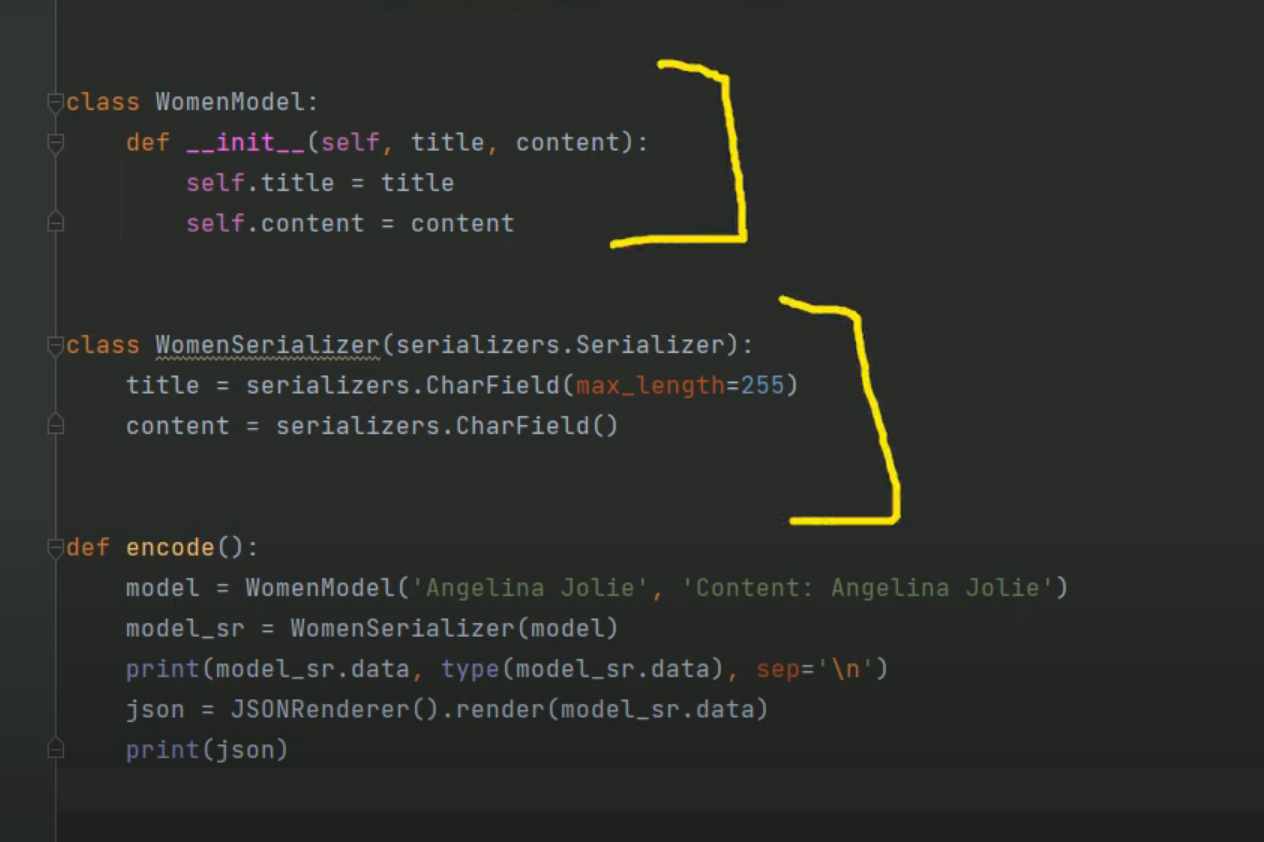 class WomenModel:
    def __init__(self, title, content):
        self.title = title
        self.content = content
class WomenSerializer(serializers.Serializer):
    title = serializers.CharField(max_length=255)
    content = serializers.CharField()
def encode():
    model = WomenModel('Angelina Jolie', 'Content: Angelina Jolie')
    model_sr = WomenSerializer(model)
    print(model_sr.data, type(model_sr.data), sep='\n')
    json = JSONRenderer().render(model_sr.data)
    print(json)